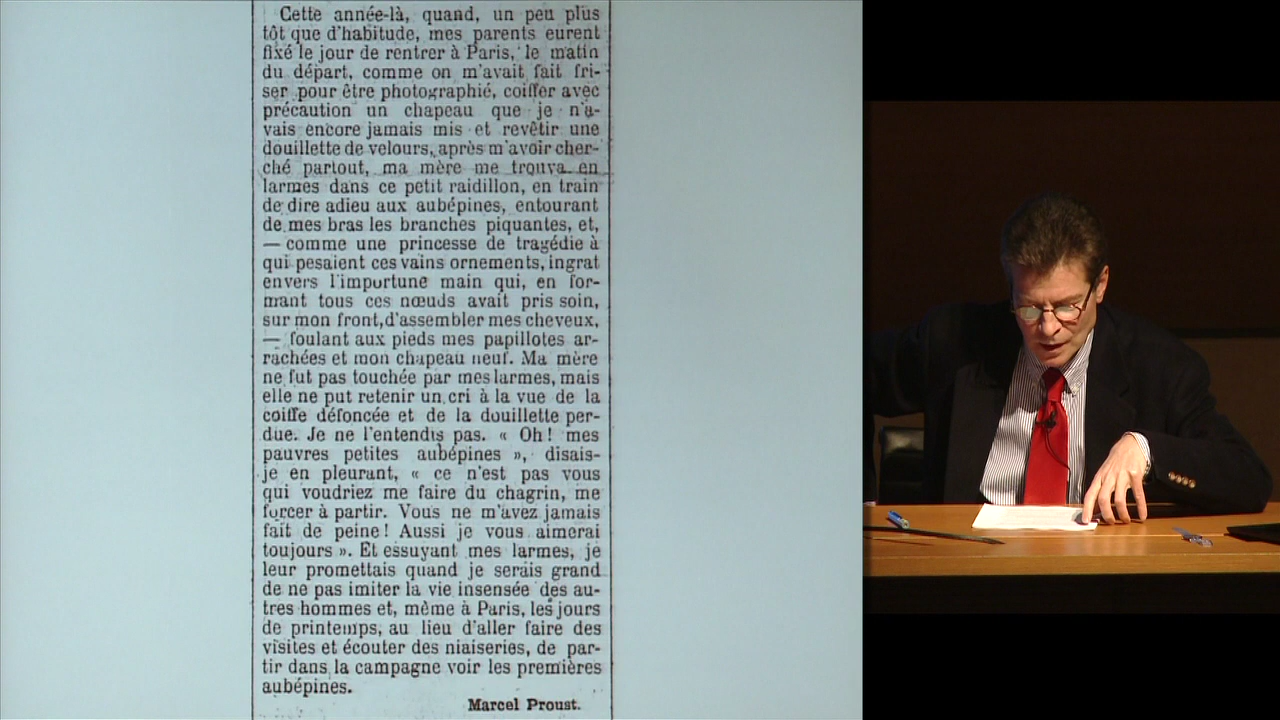 Cette année-là, quand, un peu plus
tôt que d'habitude, mes parents eurent
fixé le jour de rentrer à Paris, le matin
du départ, comme on m'avait fait fri-
ser pour être photographié, coiffer avec
précaution un chapeau que je n'a-
vais encore jamais mis et revêtir une
douillette de velours, après m'avoir cher-
ché partout, ma mère me trouva en
larmes dans ce petit raidillon, en train
de dire adieu aux aubépines, entourant
de mes bras les branches piquantes, et,
— comme une princesse de tragédie à
qui pesaient ces vains ornements, ingrat
envers l'importune main qui, en for-
mant tous ces nœuds avait pris soin,
sur mon front, d'assembler mes cheveux,
— foulant aux pieds mes papillotes ar-
rachées et mon chapeau neuf. Ma mère
ne fut pas touchée par mes larmes, mais
elle ne put retenir un cri à la vue de la
coiffe défoncée et de la douillette per-
due. Je ne l'entendis pas. « Oh ! mes
pauvres petites aubépines », disais-
je en pleurant, « ce n'est pas vous
qui voudriez me faire du chagrin, me
forcer à partir. Vous ne m'avez jamais
fait de peine ! Aussi je vous aimerai
toujours ». Et essuyant mes larmes, je
leur promettais quand je serais grand
de ne pas imiter la vie insensée des au-
tres hommes et, même à Paris, les jours
de printemps, au lieu d'aller faire des
visites et écouter des niaiseries, de par-
tir dans la campagne voir les premières
aubépines.
Marcel Proust.